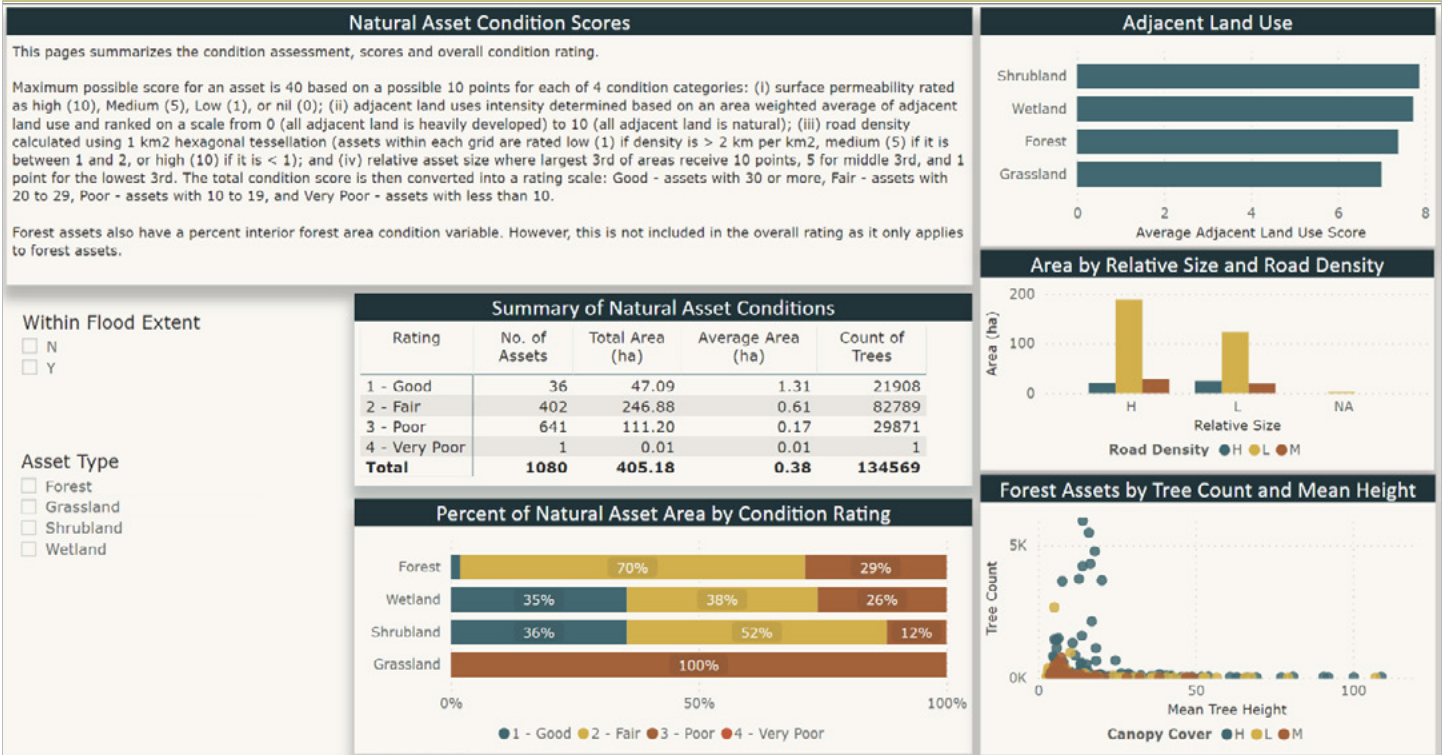 Natural Asset Condition Scores
This pages summarizes the condition assessment, scores and overall condition rating.
Maximum possible score for an asset is 40 based on a possible 10 points for each of 4 condition categories: (i) surface permeability rated
as high (10), Medium (5), Low (1), or nil (0); (ii) adjacent land uses intensity determined based on an area weighted average of adjacent
land use and ranked on a scale from 0 (all adjacent land is heavily developed) to 10 (all adjacent land is natural); (iii) road density
calculated using 1 km2 hexagonal tessellation (assets within each grid are rated low (1) if density is > 2 km per km2, medium (5) if it is
between 1 and 2, or high (10) if it is < 1); and (iv) relative asset size where largest 3rd of areas receive 10 points, 5 for middle 3rd, and 1
point for the lowest 3rd. The total condition score is then converted into a rating scale: Good - assets with 30 or more, Fair - assets with
20 to 29, Poor - assets with 10 to 19, and Very Poor - assets with less than 10.
Forest assets also have a percent interior forest area condition variable. However, this is not included in the overall rating as it only applies
to forest assets.
Within Flood Extent
N
Y
Asset Type
Forest
Grassland
Shrubland
Wetland
Summary of Natural Asset Conditions
Rating No. of Assets Total Area (ha) Average Area (ha) Count of Trees
1 - Good 36 47.09 1.31 21908
2 - Fair 402 246.88 0.61 82789
3 - Poor 641 111.20 0.17 29871
4 - Very Poor 1 0.01 0.01 1
Total 1080 405.18 0.38 134569
Percent of Natural Asset Area by Condition Rating
Forest 70% 29%
Wetland 35% 38% 26%
Shrubland 36% 52% 12%
Grassland 100%
0% 50% 100%
1 - Good 2 - Fair 3 - Poor 4 - Very Poor
Adjacent Land Use
Shrubland
Wetland
Forest
Grassland
0 2 4 6 8
Average Adjacent Land Use Score
Area by Relative Size and Road Density
Area (ha)
200
100
0
H L NA
Relative Size
Road Density H L M
Forest Assets by Tree Count and Mean Height
Tree Count
5K
0K
0 50 100
Mean Tree Height
Canopy Cover H L M